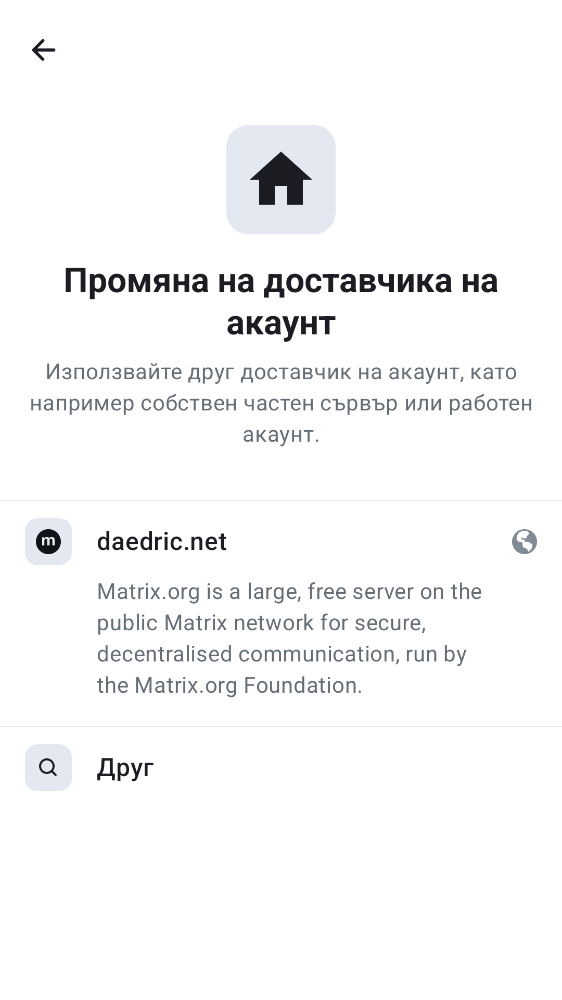 Промяна на доставчика на
акаунт
Използвайте друг доставчик на акаунт, като
например собствен частен сървър или работен
акаунт.
m
daedric.net
Matrix.org is a large, free server on the
public Matrix network for secure,
decentralised communication, run by
the Matrix.org Foundation.
Друг